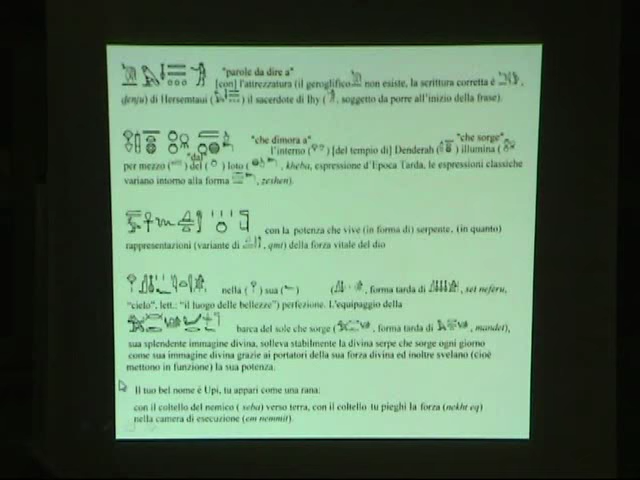 "parole da dire a"
[con] l'attrezzatura (il geroglifico non esiste, la scrittura corretta è ,
) di Hersemtaui ( ) il sacerdote di Ihy ( , soggetto da porre all'inizio della frase).
"che dimora a" "che sorge"
l'interno ( ) [del tempio di] Denderah ( ) illumina (
"dal"
per mezzo ( ) del ( ) loto ( , kheba, espressione d'Epoca Tarda, le espressioni classiche
variano intorno alla forma , zeshen).
con la potenza che vive (in forma di) serpente, (in quanto)
rappresentazioni (variante di , qmt) della forza vitale del dio
nella ( ) sua ( ) ( , forma tarda di , set neferu,
"cielo", lett.: "il luogo delle bellezze") perfezione. L'equipaggio della
barca del sole che sorge ( , forma tarda di , mandet),
sua splendente immagine divina, solleva stabilmente la divina serpe che sorge ogni giorno
come sua immagine divina grazie ai portatori della sua forza divina ed inoltre svelano (cioè
mettono in funzione) la sua potenza.
Il tuo bel nome è Upi, tu appari come una rana:
con il coltello del nemico ( seba) verso terra, con il coltello tu pieghi la forza (nekht eq)
nella camera di esecuzione (em nemmit).